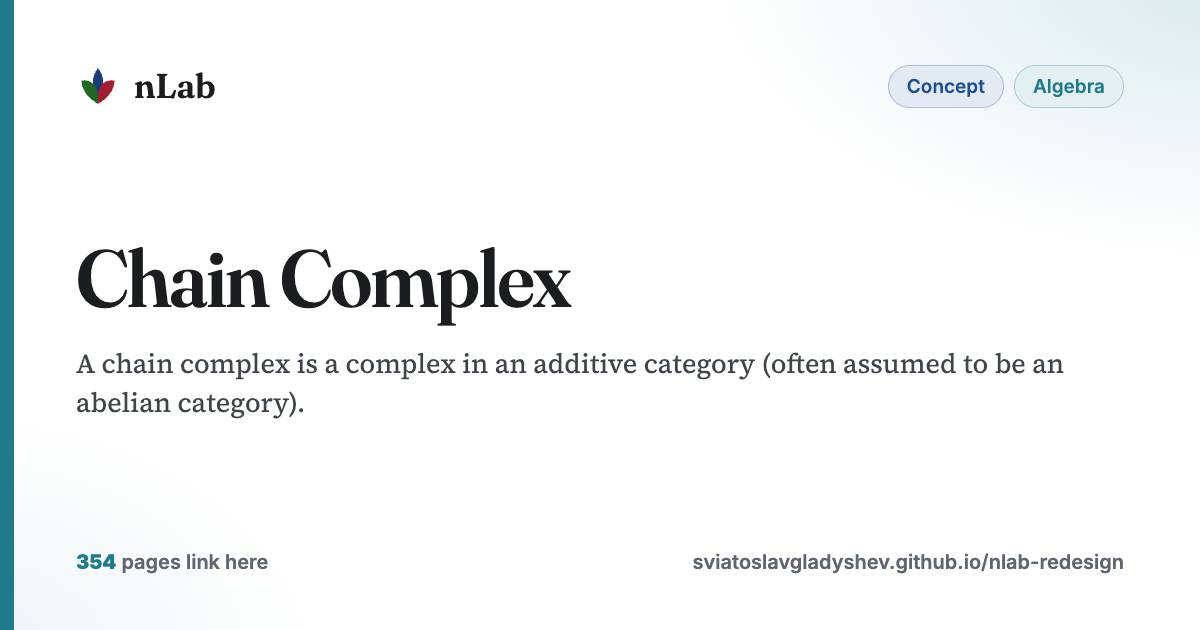 nLab
Concept
Algebra
Chain Complex
A chain complex is a complex in an additive category (often assumed to be an
abelian category).
354 pages link here
sviatoslavgladyshev.github.io/nlab-redesign